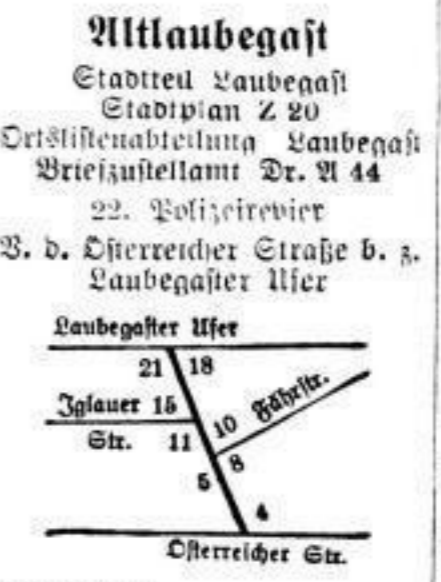 Altlaubegast
Stadtteil Laubegast
Stadtplan Z 20
Ortslistenabteilung Laubegast
Briefzustellamt Dr. A 44
22. Polizeirevier
V. d. Österreicher Straße b. z.
Laubegaster Ufer
Laubegaster Ufer
21 18
Iglauer 15
10 Fährstr.
Str. 11
8
5
4
Österreicher Str.